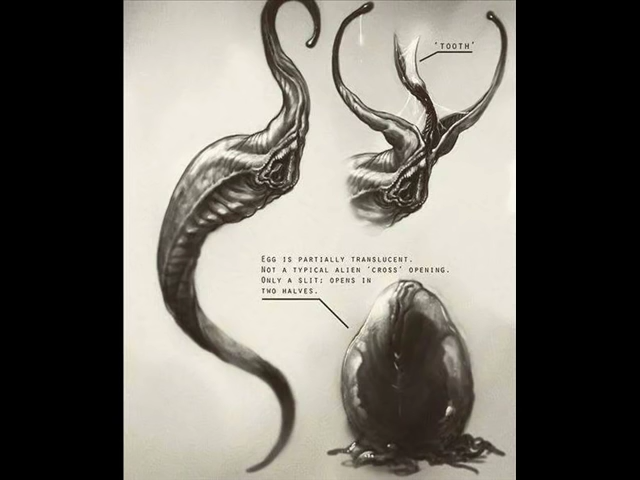 'TOOTH'
EGG IS PARTIALLY TRANSLUCENT.
NOT A TYPICAL ALIEN 'CROSS' OPENING.
ONLY A SLIT; OPENS IN
TWO HALVES.